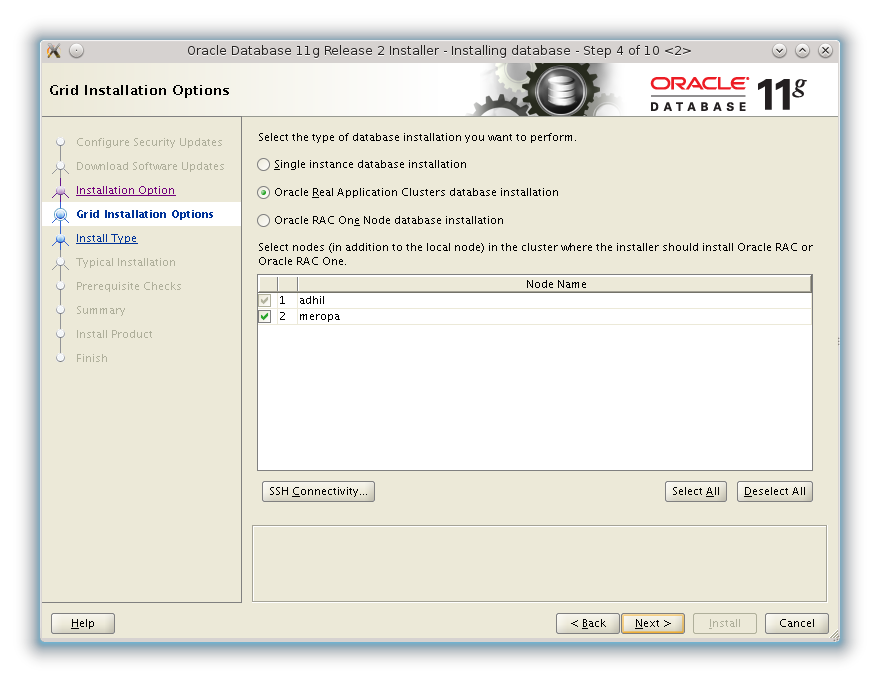 Oracle Database 11g Release 2 Installer - Installing database - Step 4 of 10 <2>
Grid Installation Options
ORACLE
DATABASE
11g
Configure Security Updates
Download Software Updates
Installation Option
Grid Installation Options
Install Type
Typical Installation
Prerequisite Checks
Summary
Install Product
Finish
Select the type of database installation you want to perform.
Single instance database installation
Oracle Real Application Clusters database installation
Oracle RAC One Node database installation
Select nodes (in addition to the local node) in the cluster where the installer should install Oracle RAC or
Oracle RAC One.
Node Name
1 adhil
2 meropa
SSH Connectivity...
Select All
Deselect All
Help
< Back
Next >
Install
Cancel